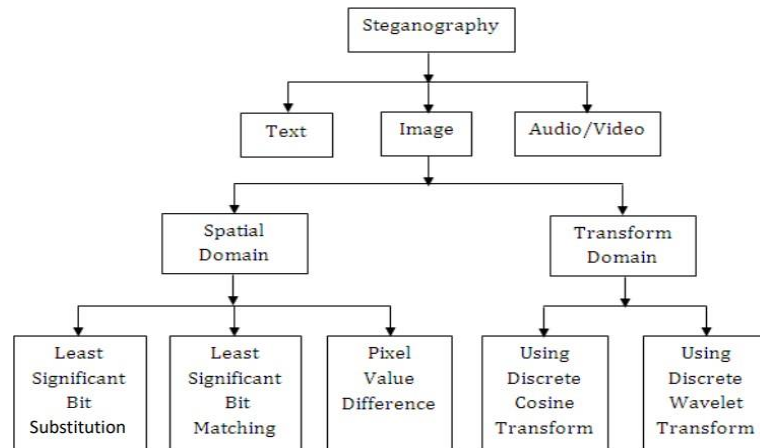 Steganography
Text
Image
Audio/Video
Spatial
Domain
Transform
Domain
Least
Significant
Bit
Substitution
Least
Significant
Bit
Matching
Pixel
Value
Difference
Using
Discrete
Cosine
Transform
Using
Discrete
Wavelet
Transform